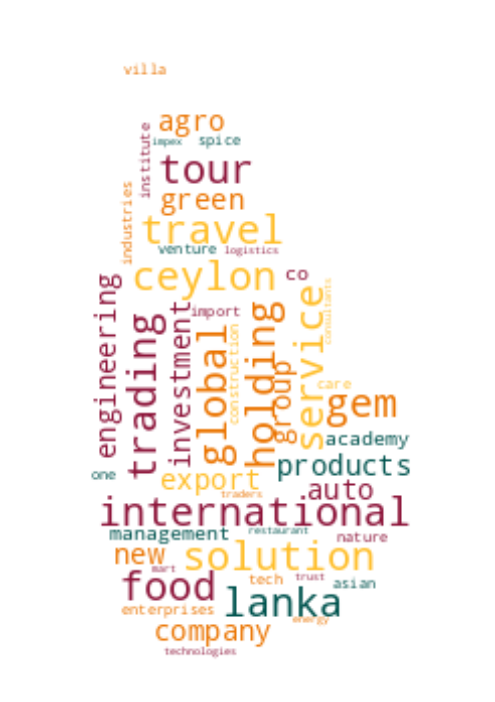 villa
agro
institute
impex
spice
tour
industries
green
travel
venture
logistics
ceylon
co
engineering
trading
investment
import
global
construction
holding
group
service
consultants
care
gem
academy
products
one
export
traders
auto
international
management
restaurant
nature
new
solution
mart
food
tech
trust
asian
enterprises
lanka
energy
company
technologies